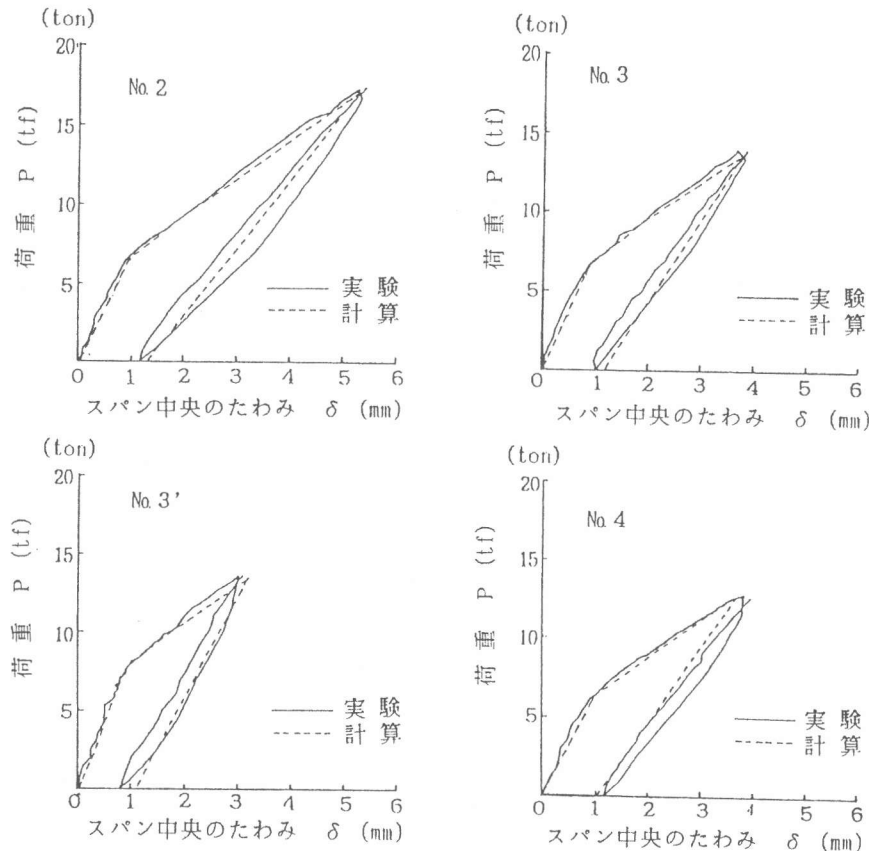 (ton)
20
15
10
5
荷重 P (tf)
No.2
実験
計算
0 1 2 3 4 5 6
スパン中央のたわみ δ (mm)
(ton)
20
15
10
5
荷重 P (tf)
No.3
実験
計算
0 1 2 3 4 5 6
スパン中央のたわみ δ (mm)
(ton)
20
15
10
5
荷重 P (tf)
No.3'
実験
計算
0 1 2 3 4 5 6
スパン中央のたわみ δ (mm)
(ton)
20
15
10
5
荷重 P (tf)
No.4
実験
計算
0 1 2 3 4 5 6
スパン中央のたわみ δ (mm)